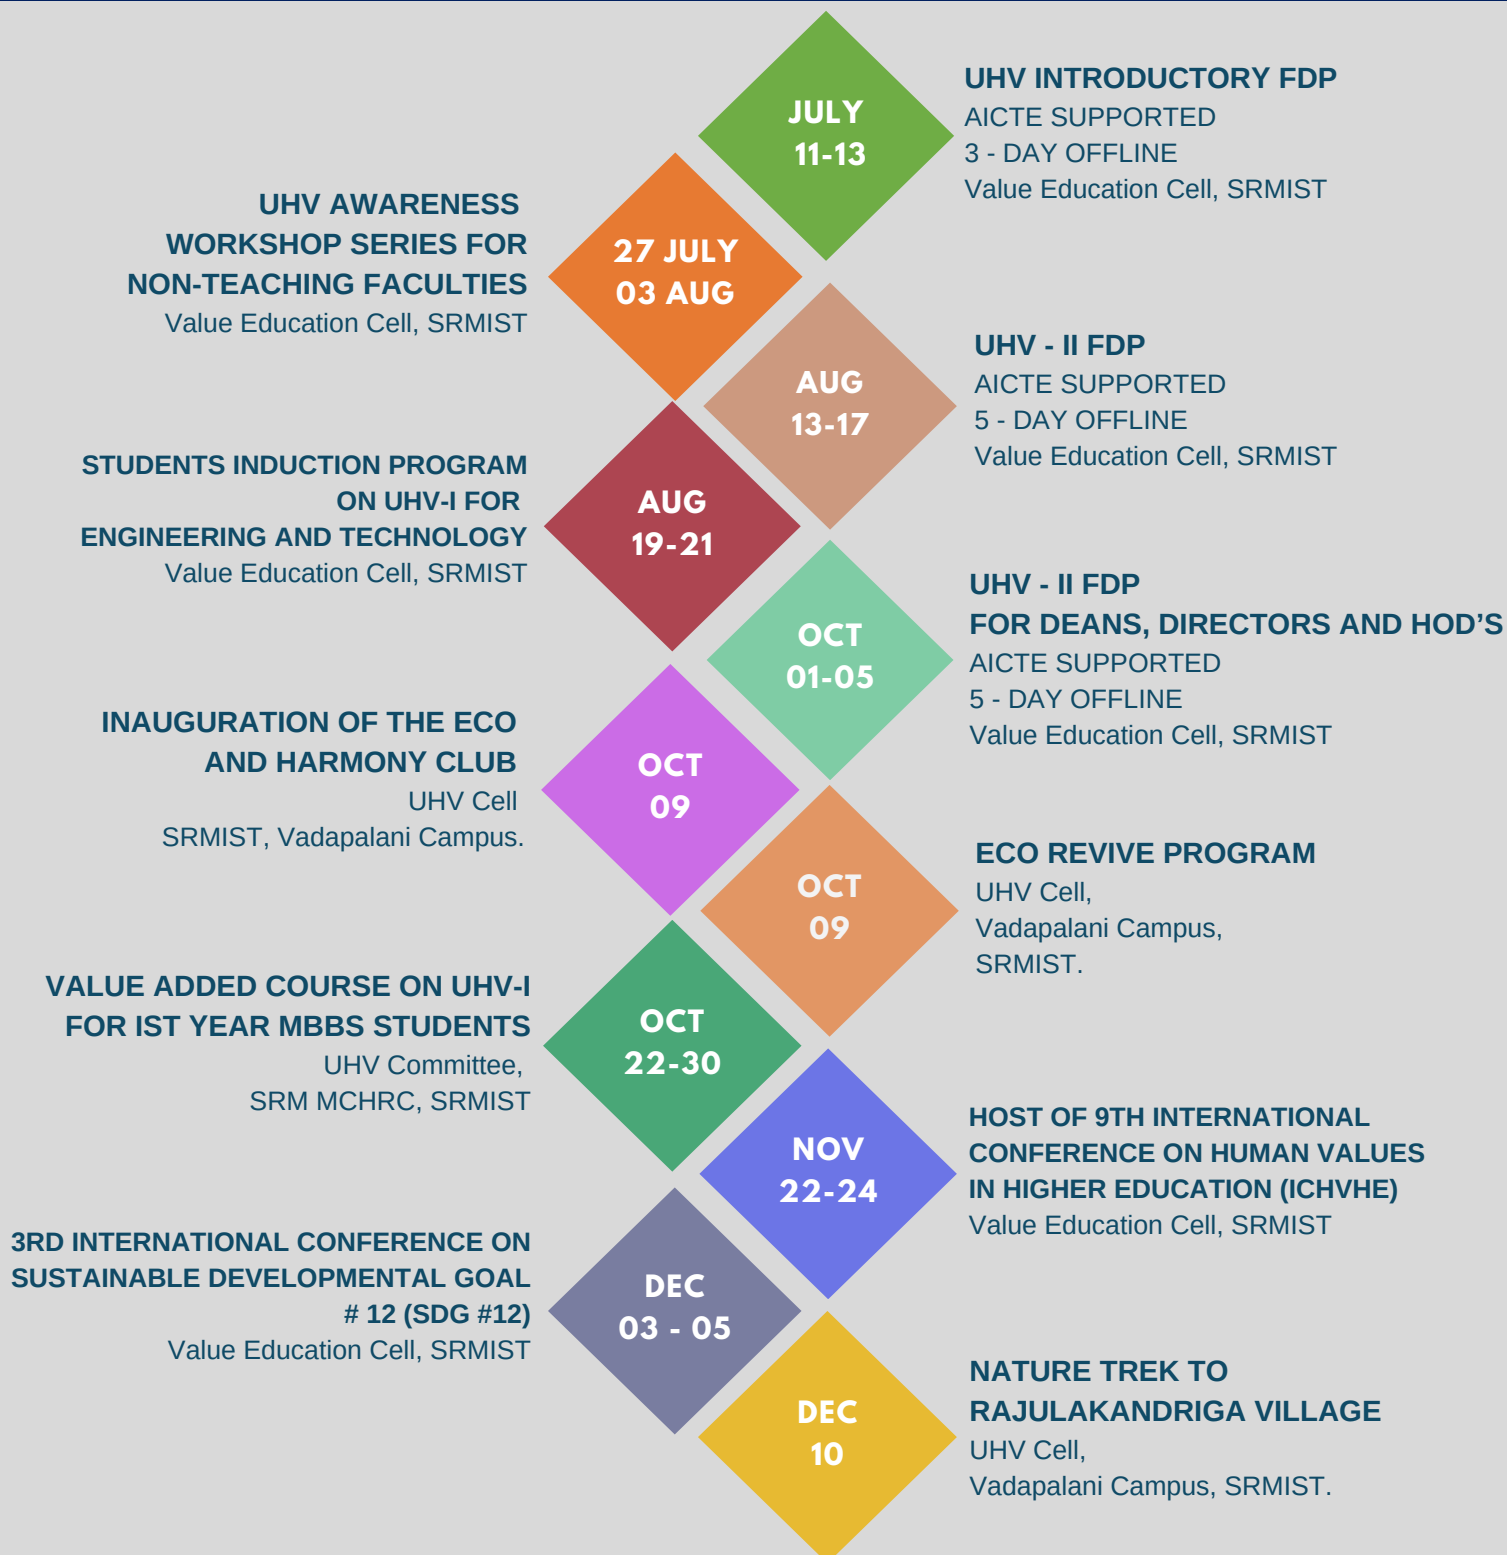 JULY
11-13
UHV INTRODUCTORY FDP
AICTE SUPPORTED
3 - DAY OFFLINE
Value Education Cell, SRMIST
UHV AWARENESS
WORKSHOP SERIES FOR
NON-TEACHING FACULTIES
Value Education Cell, SRMIST
27 JULY
03 AUG
AUG
13-17
UHV - II FDP
AICTE SUPPORTED
5 - DAY OFFLINE
Value Education Cell, SRMIST
STUDENTS INDUCTION PROGRAM
ON UHV-I FOR
ENGINEERING AND TECHNOLOGY
Value Education Cell, SRMIST
AUG
19-21
OCT
01-05
UHV - II FDP
FOR DEANS, DIRECTORS AND HOD’S
AICTE SUPPORTED
5 - DAY OFFLINE
Value Education Cell, SRMIST
INAUGURATION OF THE ECO
AND HARMONY CLUB
UHV Cell
SRMIST, Vadapalani Campus.
OCT
09
OCT
09
ECO REVIVE PROGRAM
UHV Cell,
Vadapalani Campus,
SRMIST.
VALUE ADDED COURSE ON UHV-I
FOR IST YEAR MBBS STUDENTS
UHV Committee,
SRM MCHRC, SRMIST
OCT
22-30
NOV
22-24
HOST OF 9TH INTERNATIONAL
CONFERENCE ON HUMAN VALUES
IN HIGHER EDUCATION (ICHVHE)
Value Education Cell, SRMIST
3RD INTERNATIONAL CONFERENCE ON
SUSTAINABLE DEVELOPMENTAL GOAL
# 12 (SDG #12)
Value Education Cell, SRMIST
DEC
03 - 05
DEC
10
NATURE TREK TO
RAJULAKANDRIGA VILLAGE
UHV Cell,
Vadapalani Campus, SRMIST.